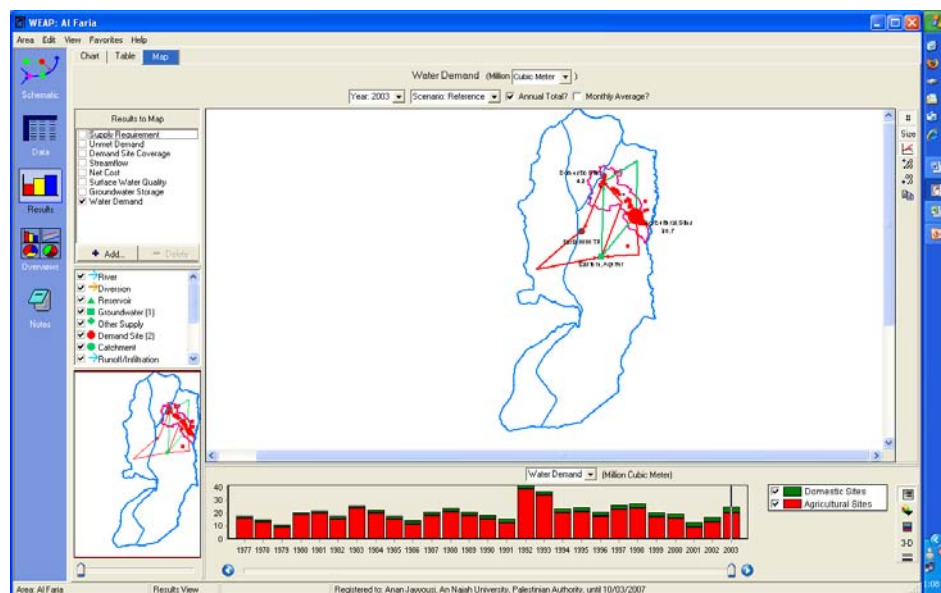 WEAP: Al Faria
Area Edit View Favorites Help
Chart Table Map
Water Demand (Million Cubic Meter )
Year: 2003 Scenario: Reference Annual Total? Monthly Average?
Schematic
Data
Results
Overviews
Notes
Results to Map
Supply Requirement
Unmet Demand
Demand Site Coverage
Streamflow
Net Cost
Surface Water Quality
Groundwater Storage
Water Demand
Add... Delete
River
Diversion
Reservoir
Groundwater (1)
Other Supply
Demand Site (2)
Catchment
Runoff/Infiltration
Size
Water Demand (Million Cubic Meter)
40
30
20
10
0
1977 1978 1979 1980 1981 1982 1983 1984 1985 1986 1987 1988 1989 1990 1991 1992 1993 1994 1995 1996 1997 1998 1999 2000 2001 2002 2003
Domestic Sites
Agricultural Sites
3-D
Area: Al Faria Results View Registered to: Anan Jayyousi, An Najah University, Palestinian Authority, until 10/03/2007